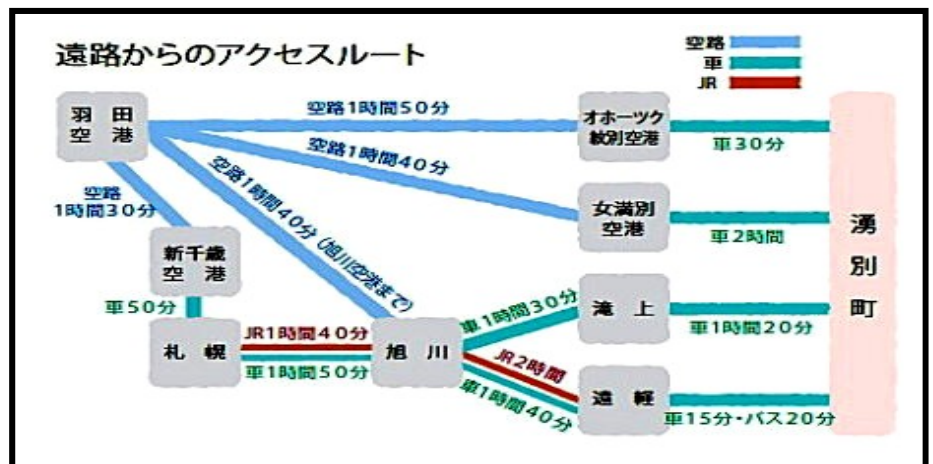 遠路からのアクセスルート
空路
車
JR
羽田
空港
空路1時間50分
オホーツク
紋別空港
車30分
空路1時間40分
女満別
空港
車2時間
空路1時間40分(旭川空港まで)
空路
1時間30分
新千歳
空港
車50分
札幌
JR1時間40分
車1時間50分
旭川
車1時間30分
滝上
車1時間20分
JR2時間
車1時間40分
遠軽
車15分・バス20分
湧別町